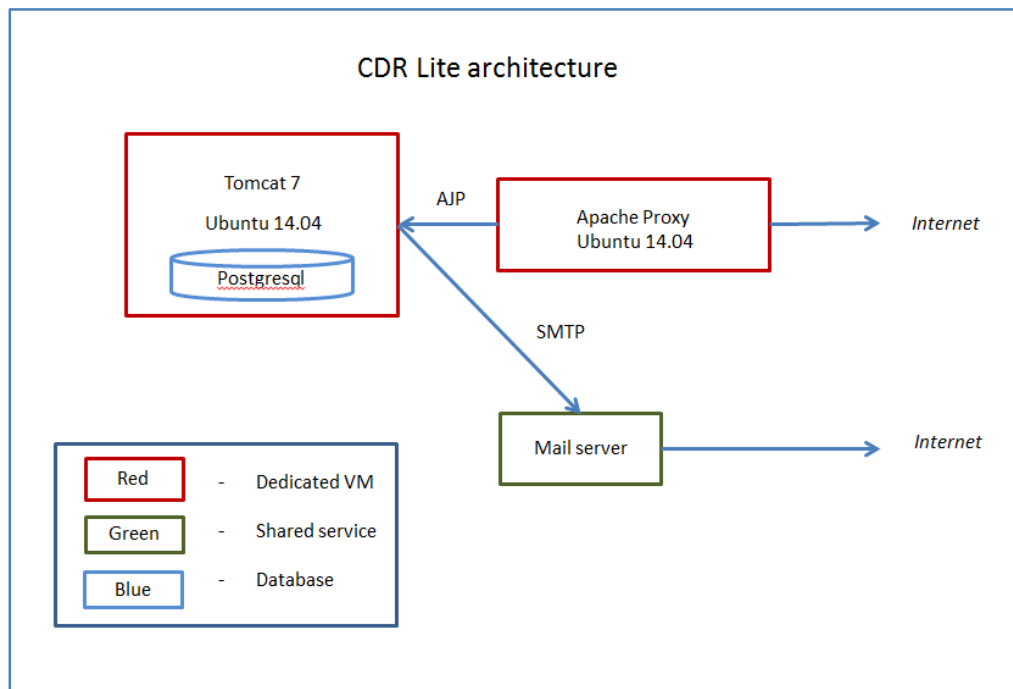 CDR Lite architecture
Tomcat 7
Ubuntu 14.04
Postgresql
AJP
Apache Proxy
Ubuntu 14.04
Internet
SMTP
Mail server
Internet
Red - Dedicated VM
Green - Shared service
Blue - Database